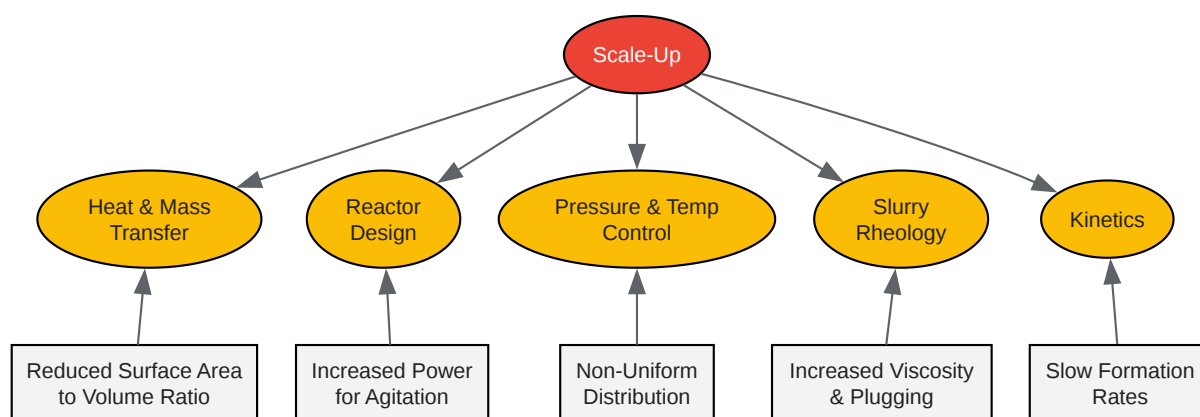 Scale-Up
Heat & Mass
Transfer
Reactor
Design
Pressure & Temp
Control
Slurry
Rheology
Kinetics
Reduced Surface Area
to Volume Ratio
Increased Power
for Agitation
Non-Uniform
Distribution
Increased Viscosity
& Plugging
Slow Formation
Rates